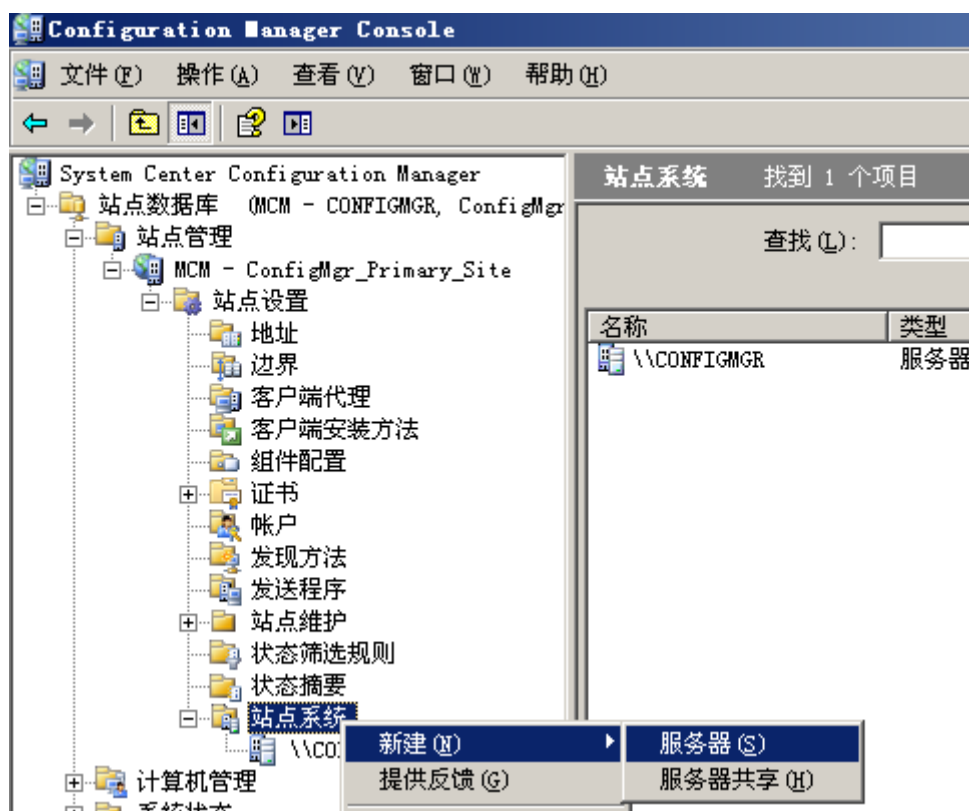 Configuration Manager Console
文件(F) 操作(A) 查看(V) 窗口(W) 帮助(H)
System Center Configuration Manager
站点数据库 (MCM - CONFIGMGR, ConfigMgr
站点管理
MCM - ConfigMgr_Primary_Site
站点设置
地址
边界
客户端代理
客户端安装方法
组件配置
证书
帐户
发现方法
发送程序
站点维护
状态筛选规则
状态摘要
站点系统
\\CO
计算机管理
系统状态
站点系统 找到 1 个项目
查找(L):
名称 类型
\\CONFIGMGR 服务器
新建(N)
提供反馈(G)
服务器(S)
服务器共享(H)